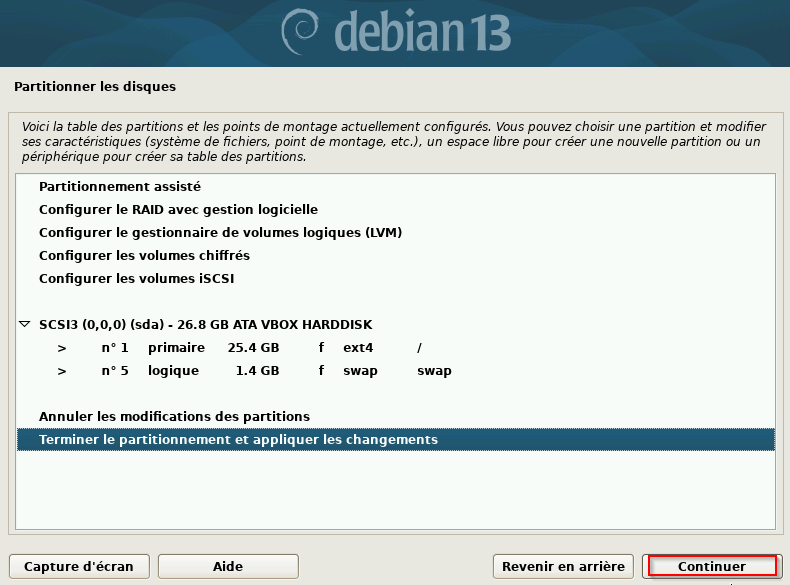 debian 13
Partitionner les disques
Voici la table des partitions et les points de montage actuellement configurés. Vous pouvez choisir une partition et modifier
ses caractéristiques (système de fichiers, point de montage, etc.), un espace libre pour créer une nouvelle partition ou un
périphérique pour créer sa table des partitions.
Partitionnement assisté
Configurer le RAID avec gestion logicielle
Configurer le gestionnaire de volumes logiques (LVM)
Configurer les volumes chiffrés
Configurer les volumes iSCSI
SCSI3 (0,0,0) (sda) - 26.8 GB ATA VBOX HARDDISK
> n° 1 primaire 25.4 GB f ext4 /
> n° 5 logique 1.4 GB f swap swap
Annuler les modifications des partitions
Terminer le partitionnement et appliquer les changements
Capture d'écran Aide Revenir en arrière Continuer